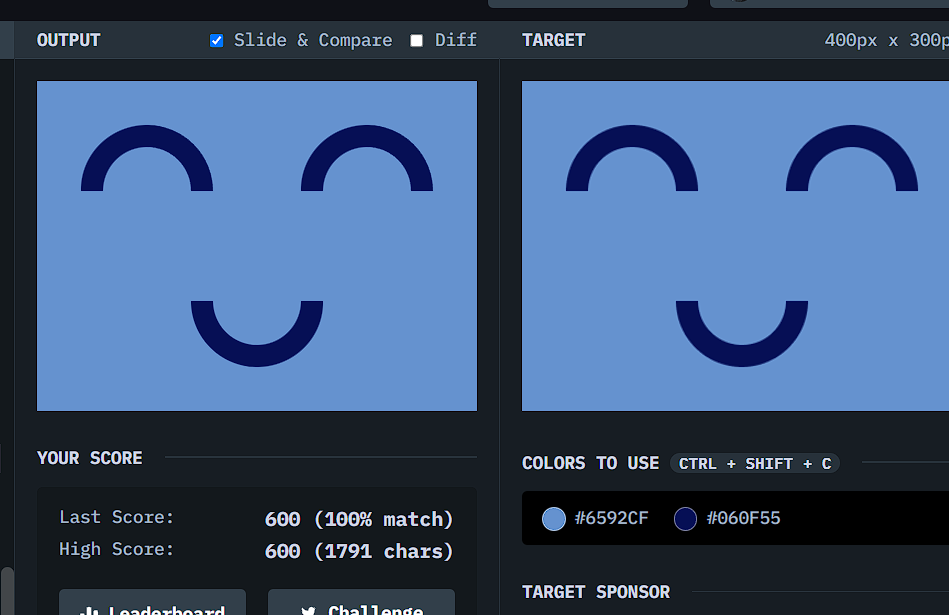 OUTPUT
Slide & Compare
Diff
TARGET
400px x 300p
YOUR SCORE
Last Score: 600 (100% match)
High Score: 600 (1791 chars)
Leaderboard
Challenge
COLORS TO USE CTRL + SHIFT + C
#6592CF #060F55
TARGET SPONSOR